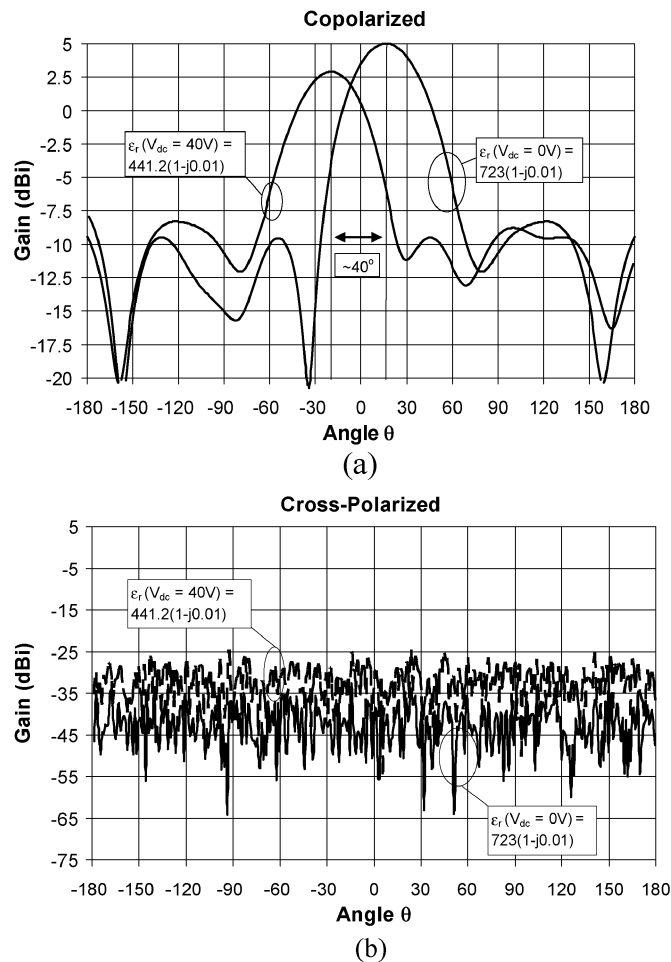 Copolarized
5
2.5
0
-2.5
-5
-7.5
-10
-12.5
-15
-17.5
-20
Gain (dBi)
εr (Vdc = 40V) =
441.2(1-j0.01)
εr (Vdc = 0V) =
723(1-j0.01)
~40°
-180 -150 -120 -90 -60 -30 0 30 60 90 120 150 180
Angle θ
(a)
Cross-Polarized
5
-5
-15
-25
-35
-45
-55
-65
-75
Gain (dBi)
εr (Vdc = 40V) =
441.2(1-j0.01)
εr (Vdc = 0V) =
723(1-j0.01)
-180 -150 -120 -90 -60 -30 0 30 60 90 120 150 180
Angle θ
(b)